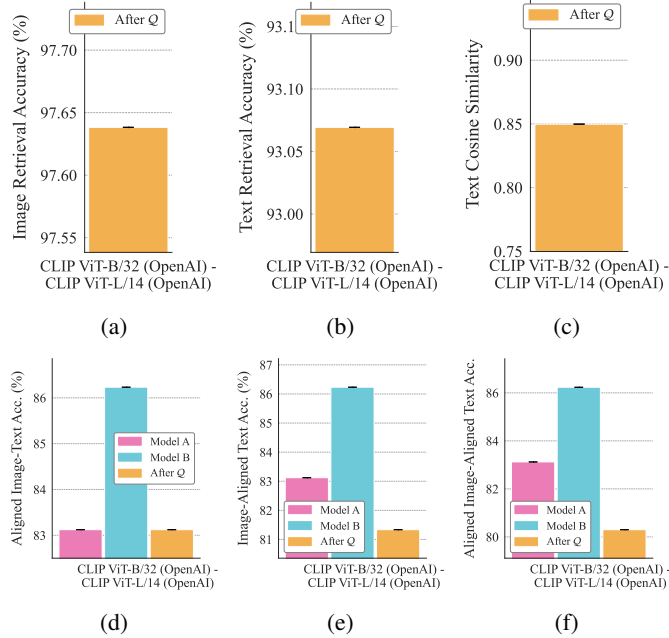 After Q
Image Retrieval Accuracy (%)
97.70
97.65
97.60
97.55
CLIP ViT-B/32 (OpenAI) -
CLIP ViT-L/14 (OpenAI)
(a)
After Q
Text Retrieval Accuracy (%)
93.1
93.10
93.05
93.00
CLIP ViT-B/32 (OpenAI) -
CLIP ViT-L/14 (OpenAI)
(b)
After Q
Text Cosine Similarity
0.90
0.85
0.80
0.75
CLIP ViT-B/32 (OpenAI) -
CLIP ViT-L/14 (OpenAI)
(c)
Aligned Image-Text Acc. (%)
86
85
84
83
Model A
Model B
After Q
CLIP ViT-B/32 (OpenAI) -
CLIP ViT-L/14 (OpenAI)
(d)
Image-Aligned Text Acc.
87
86
85
84
83
82
81
Model A
Model B
After Q
CLIP ViT-B/32 (OpenAI) -
CLIP ViT-L/14 (OpenAI)
(e)
Aligned Image-Aligned Text Acc.
86
84
82
80
Model A
Model B
After Q
CLIP ViT-B/32 (OpenAI) -
CLIP ViT-L/14 (OpenAI)
(f)